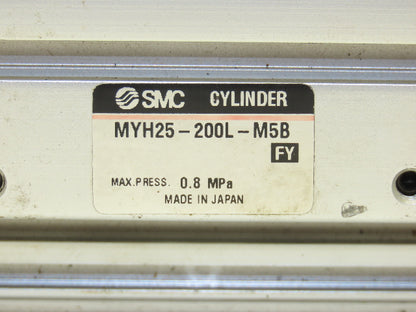 SMC CYLINDER
MYH25-200L-M5B
FY
MAX.PRESS. 0.8 MPa
MADE IN JAPAN